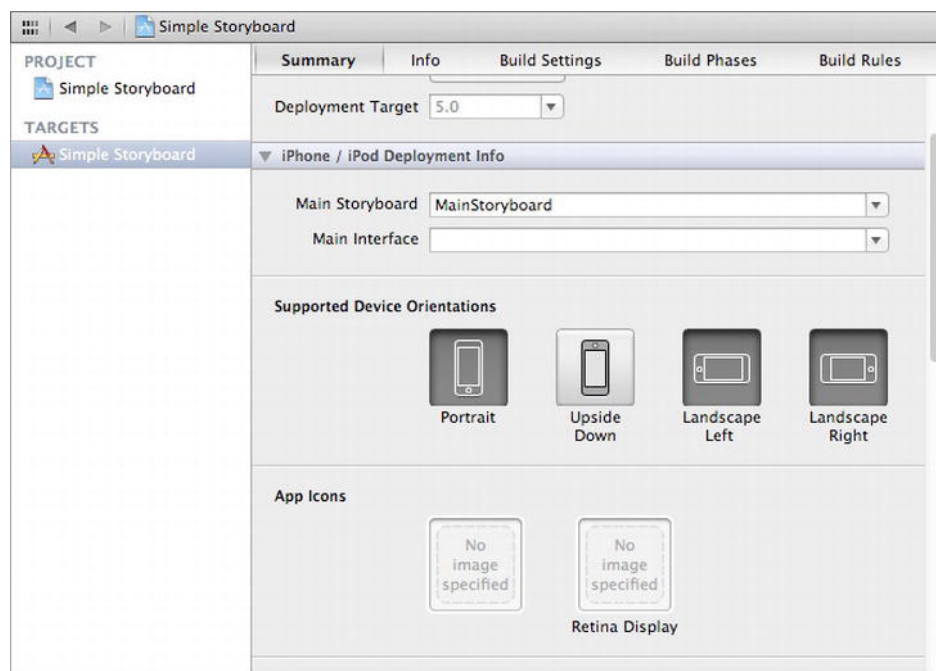 Simple Storyboard
PROJECT
Simple Storyboard
TARGETS
Simple Storyboard
Summary Info Build Settings Build Phases Build Rules
Deployment Target 5.0
iPhone / iPod Deployment Info
Main Storyboard MainStoryboard
Main Interface
Supported Device Orientations
Portrait
Upside
Down
Landscape
Left
Landscape
Right
App Icons
No
image
specified
No
image
specified
Retina Display